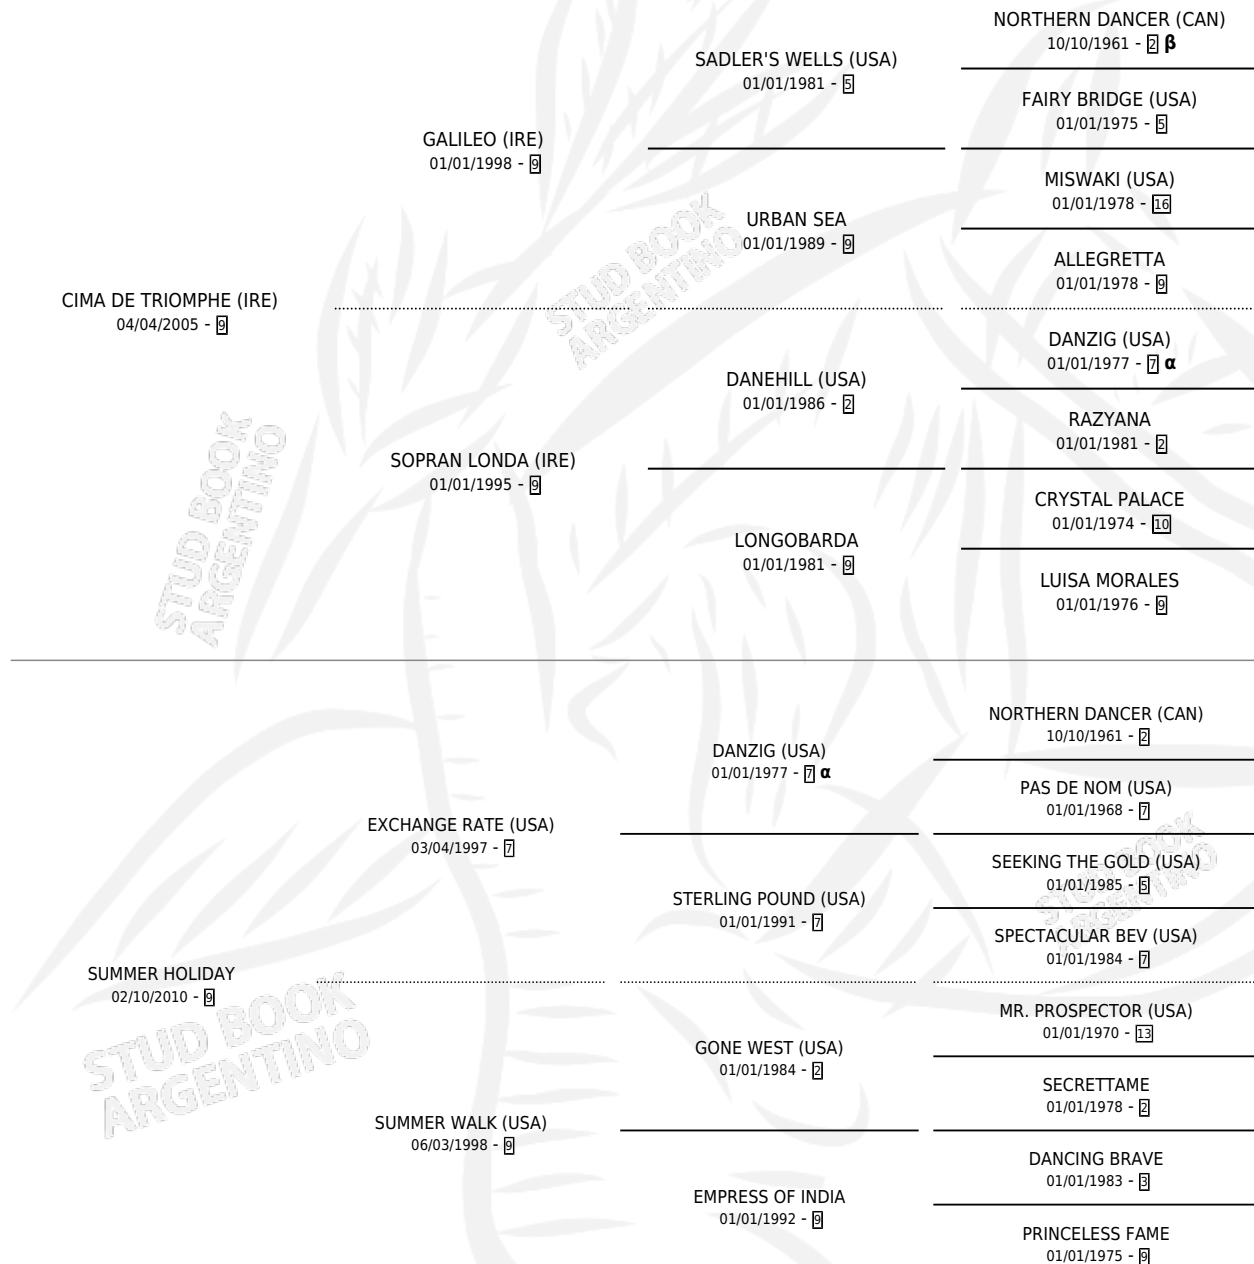 NORTHERN DANCER (CAN)
10/10/1961 - 2 β
SADLER'S WELLS (USA)
01/01/1981 - 5
FAIRY BRIDGE (USA)
01/01/1975 - 5
GALILEO (IRE)
01/01/1998 - 9
MISWAKI (USA)
01/01/1978 - 16
URBAN SEA
01/01/1989 - 9
ALLEGRETTA
01/01/1978 - 9
CIMA DE TRIOMPHE (IRE)
04/04/2005 - 9
DANZIG (USA)
01/01/1977 - 7 α
DANEHILL (USA)
01/01/1986 - 2
RAZYANA
01/01/1981 - 2
SOPRAN LONDA (IRE)
01/01/1995 - 9
CRYSTAL PALACE
01/01/1974 - 10
LONGOBARDA
01/01/1981 - 9
LUISA MORALES
01/01/1976 - 9
NORTHERN DANCER (CAN)
10/10/1961 - 2
DANZIG (USA)
01/01/1977 - 7 α
PAS DE NOM (USA)
01/01/1968 - 7
EXCHANGE RATE (USA)
03/04/1997 - 7
SEEKING THE GOLD (USA)
01/01/1985 - 5
STERLING POUND (USA)
01/01/1991 - 7
SPECTACULAR BEV (USA)
01/01/1984 - 7
SUMMER HOLIDAY
02/10/2010 - 9
MR. PROSPECTOR (USA)
01/01/1970 - 13
GONE WEST (USA)
01/01/1984 - 2
SECRETTAME
01/01/1978 - 2
SUMMER WALK (USA)
06/03/1998 - 9
DANCING BRAVE
01/01/1983 - 3
EMPRESS OF INDIA
01/01/1992 - 9
PRINCELESS FAME
01/01/1975 - 9
STUD BOOK
ARGENTINO
STUD BOOK
ARGENTINO
STUD BOOK
ARGENTINO
STUD BOOK
ARGENTINO